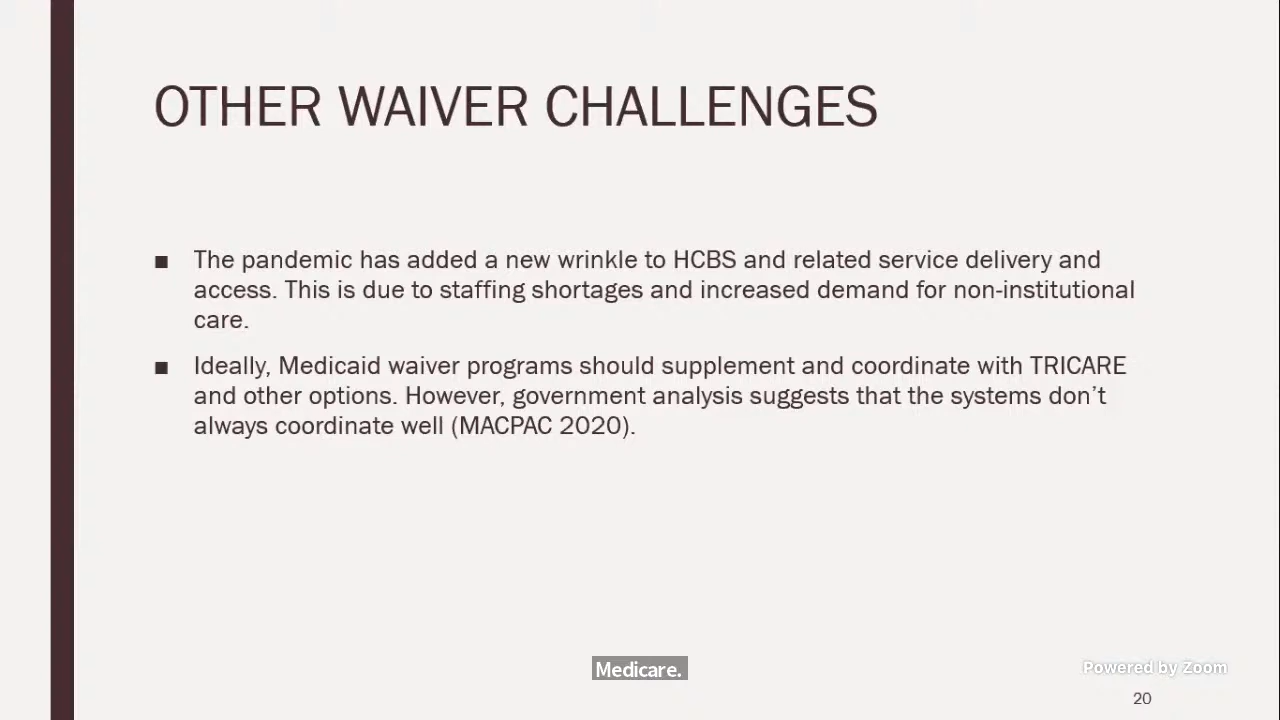 OTHER WAIVER CHALLENGES
■ The pandemic has added a new wrinkle to HCBS and related service delivery and
access. This is due to staffing shortages and increased demand for non-institutional
care.
■ Ideally, Medicaid waiver programs should supplement and coordinate with TRICARE
and other options. However, government analysis suggests that the systems don’t
always coordinate well (MACPAC 2020).
Medicare.
Powered by Zoom
20